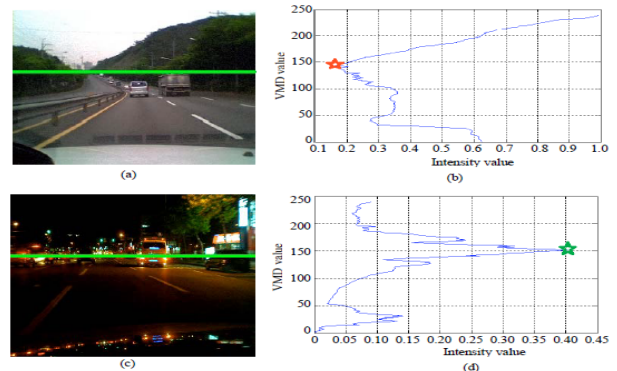 250
200
150
100
50
0
VMD value
0.1 0.2 0.3 0.4 0.5 0.6 0.7 0.8 0.9 1.0
Intensity value
(a)
(b)
250
200
150
100
50
0
VMD value
0 0.05 0.10 0.15 0.20 0.25 0.30 0.35 0.40 0.45
Intensity value
(c)
(d)